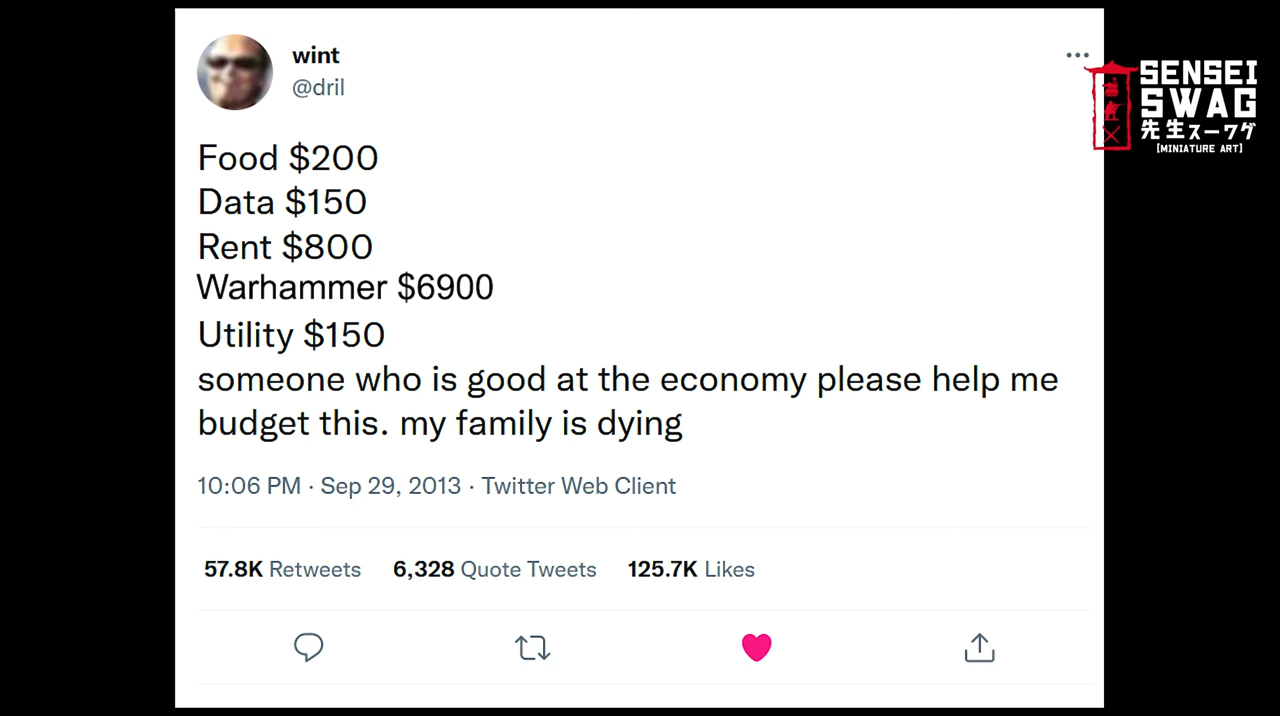 wint
@dril
Food $200
Data $150
Rent $800
Warhammer $6900
Utility $150
someone who is good at the economy please help me
budget this. my family is dying
10:06 PM · Sep 29, 2013 · Twitter Web Client
57.8K Retweets 6,328 Quote Tweets 125.7K Likes
SENSEI
SWAG
先生スーワグ
[MINIATURE ART]